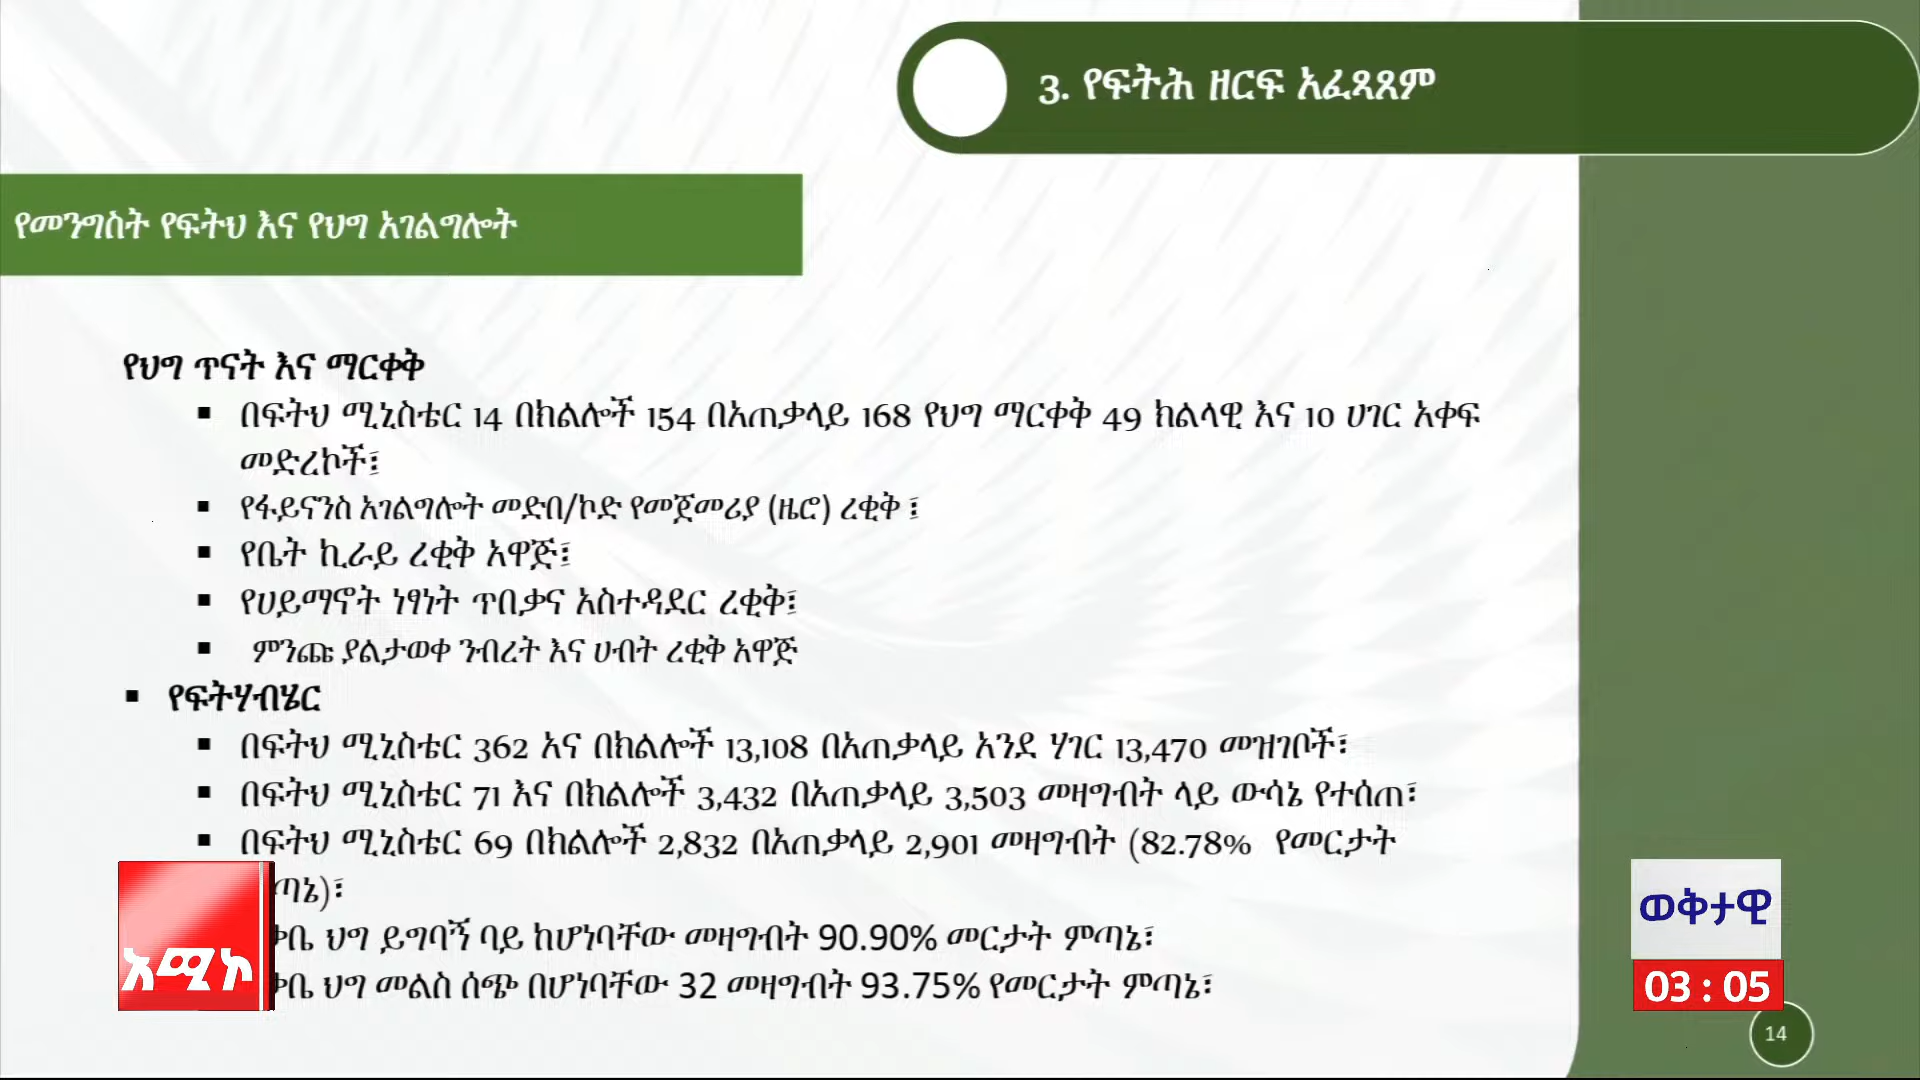 3. የፍትሕ ዘርፍ አፈጻጸም
የመንግስት የፍትህ እና የህግ አገልግሎት
የህግ ጥናት እና ማርቀቅ
▪ በፍትህ ሚኒስቴር 14 በክልሎች 154 በአጠቃላይ 168 የህግ ማርቀቅ 49 ክልላዊ እና 10 ሀገር አቀፍ
መድረኮች፤
▪ የፋይናንስ አገልግሎት መድበ/ኮድ የመጀመሪያ (ዜሮ) ረቂቅ ፤
▪ የቤት ኪራይ ረቂቅ አዋጅ፤
▪ የሀይማኖት ነፃነት ጥበቃና አስተዳደር ረቂቅ፤
▪ ምንጩ ያልታወቀ ንብረት እና ሀብት ረቂቅ አዋጅ
▪ የፍትሃብሄር
▪ በፍትህ ሚኒስቴር 362 አና በክልሎች 13,108 በአጠቃላይ አንደ ሃገር 13,470 መዝገቦች፣
▪ በፍትህ ሚኒስቴር 71 እና በክልሎች 3,432 በአጠቃላይ 3,503 መዛግብት ላይ ውሳኔ የተሰጠ፣
▪ በፍትህ ሚኒስቴር 69 በክልሎች 2,832 በአጠቃላይ 2,901 መዛግብት (82.78% የመርታት
ጣኔ)፣
ህግ ይግባኝ ባይ ከሆነባቸው መዛግብት 90.90% መርታት ምጣኔ፣
ህግ መልስ ሰጭ በሆነባቸው 32 መዛግብት 93.75% የመርታት ምጣኔ፣
አሚኮ
ወቅታዊ
03 : 05
14